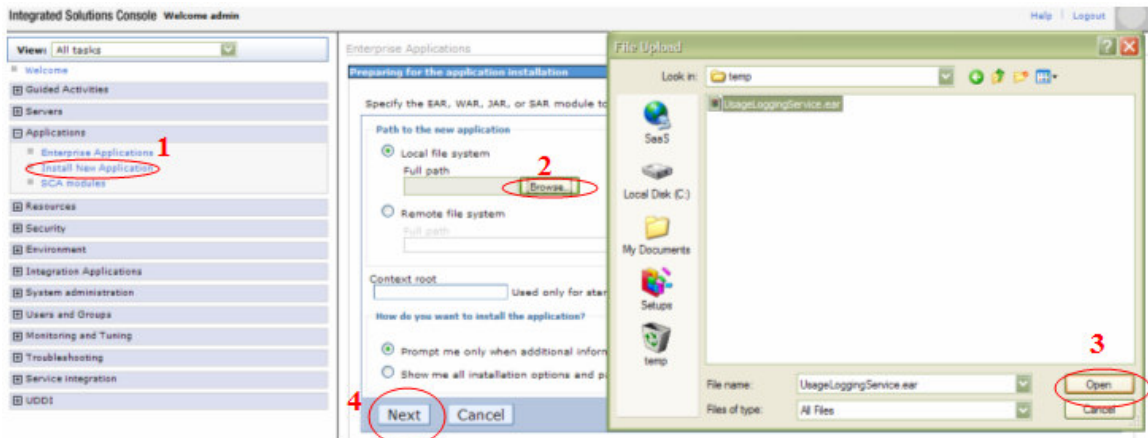 Integrated Solutions Console Welcome admin
Help Logout
View: All tasks
Welcome
Guided Activities
Servers
Applications
1
Enterprise Applications
Install New Application
SCA modules
Resources
Security
Environment
Integration Applications
System administration
Users and Groups
Monitoring and Tuning
Troubleshooting
Service integration
UDDI
Enterprise Applications
Preparing for the application installation
Specify the EAR, WAR, JAR, or SAR module to
Path to the new application
Local file system
2
Full path
Browse...
Remote file system
Full path
Context root
Used only for stan
How do you want to install the application?
Prompt me only when additional inform
Show me all installation options and pa
4
Next Cancel
File Upload
Look in: temp
UsageLoggingService.ear
SaaS
Local Disk (C:)
My Documents
Setups
temp
3
File name: UsageLoggingService.ear Open
Files of type: All Files Cancel